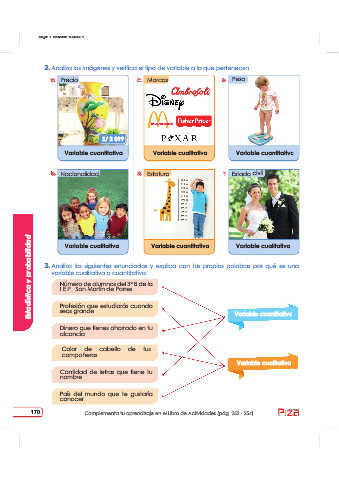 2. Analiza las imágenes y verifica el tipo de variable a la que pertenecen.
a. Precio
c. Marcas
e. Peso
S/ 2 899
Ambrosoli
Disney
McDonald's
Fisher-Price
PIXAR
Variable cuantitativa
Variable cualitativa
Variable cuantitativa
b. Nacionalidad
d. Estatura
f. Estado civil
Variable cualitativa
Variable cuantitativa
Variable cualitativa
3. Analiza los siguientes enunciados y explica con tus propias palabras por qué es una
variable cualitativa o cuantitativa.
Número de alumnos del 3° B de la
I.E.P. San Martín de Porres
Profesión que estudiarás cuando
seas grande
Dinero que tienes ahorrado en tu
alcancía
Color de cabello de tus
compañeros
Cantidad de letras que tiene tu
nombre
País del mundo que te gustaría
conocer
Variable cuantitativa
Variable cualitativa
Estadística y probabilidad
170
Complementa tu aprendizaje en el Libro de Actividades (pág.